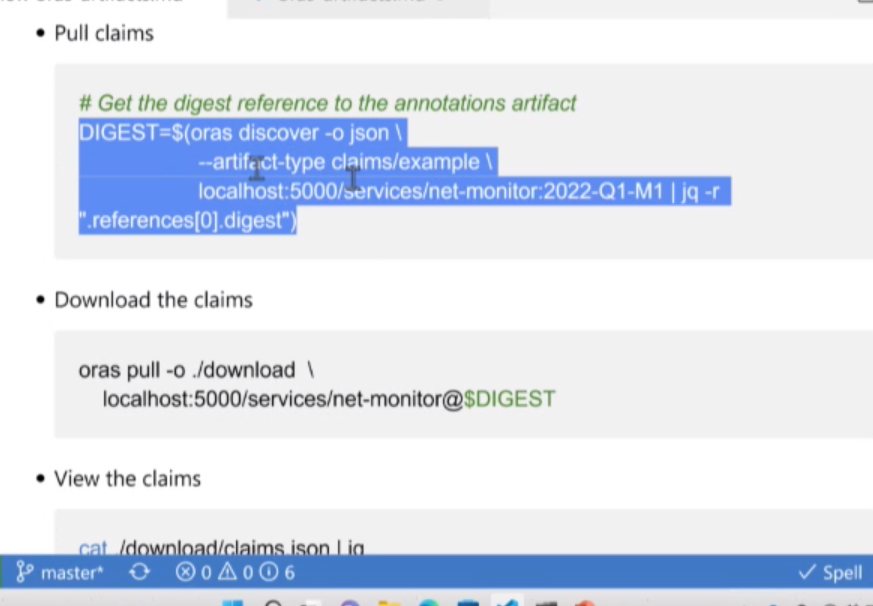 • Pull claims
# Get the digest reference to the annotations artifact
DIGEST=$(oras discover -o json \
--artifact-type claims/example \
localhost:5000/services/net-monitor:2022-Q1-M1 | jq -r
".references[0].digest")
• Download the claims
oras pull -o ./download \
localhost:5000/services/net-monitor@$DIGEST
• View the claims
cat ./download/claims.json | jq
master* 0 0 6 Spell